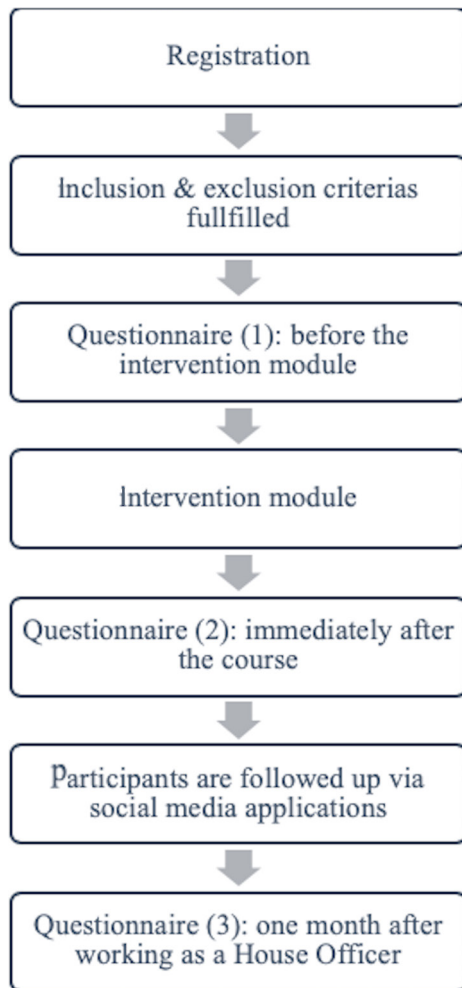 Registration
Inclusion & exclusion criterias
fullfilled
Questionnaire (1): before the
intervention module
Intervention module
Questionnaire (2): immediately after
the course
Participants are followed up via
social media applications
Questionnaire (3): one month after
working as a House Officer